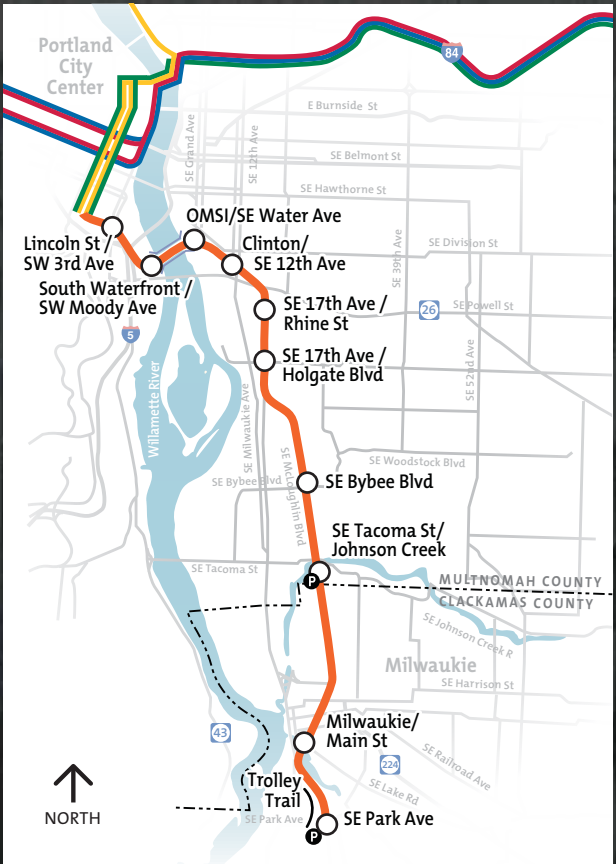 Portland
City
Center
84
E Burnside St
SE Grand Ave
SE 12th Ave
SE Belmont St
SE Hawthorne St
OMSI/SE Water Ave
Lincoln St /
SW 3rd Ave
Clinton/
SE 12th Ave
SE 39th Ave
SE Division St
South Waterfront /
SW Moody Ave
SE 17th Ave /
Rhine St
26
SE Powell St
5
SE 17th Ave /
Holgate Blvd
SE 52nd Ave
Willamette River
SE Milwaukie Ave
SE McLoughlin Blvd
SE Woodstock Blvd
SE Bybee Blvd
SE Bybee Blvd
SE Tacoma St/
Johnson Creek
SE Tacoma St
P
MULTNOMAH COUNTY
CLACKAMAS COUNTY
SE Johnson Creek R
Milwaukie
SE Harrison St
43
Milwaukie/
Main St
224
SE Railroad Ave
SE Lake Rd
Trolley
Trail
NORTH
SE Park Ave
SE Park Ave
P